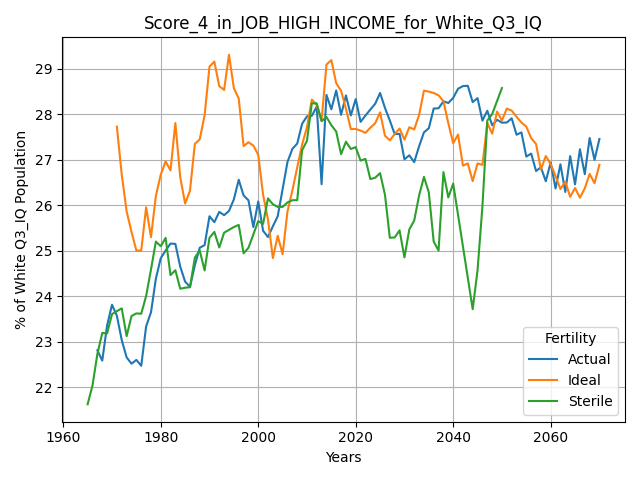 Score_4_in_JOB_HIGH_INCOME_for_White_Q3_IQ
% of White Q3_IQ Population
29
28
27
26
25
24
23
22
1960
1980
2000
2020
2040
2060
Years
Fertility
Actual
Ideal
Sterile